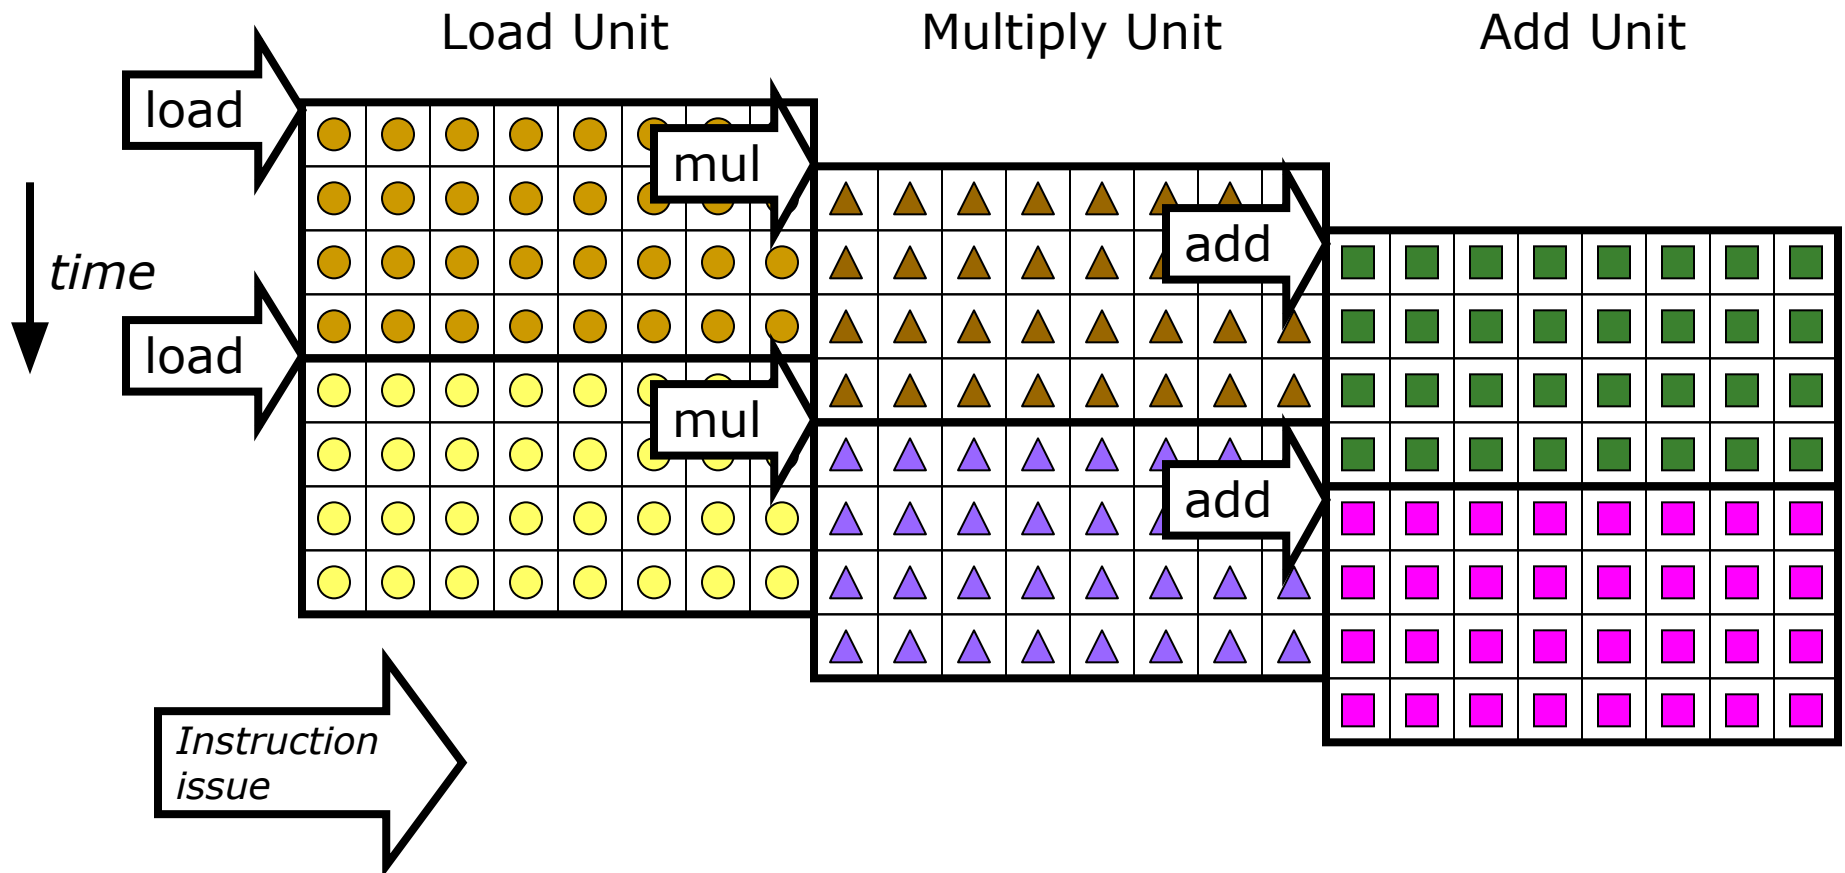 Load Unit
Multiply Unit
Add Unit
load
mul
add
time
load
mul
add
Instruction
issue